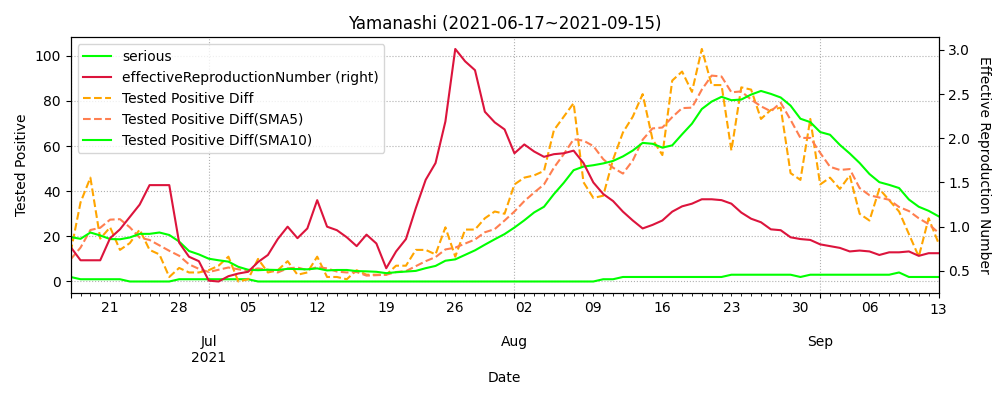 Yamanashi (2021-06-17~2021-09-15)
serious
effectiveReproductionNumber (right)
Tested Positive Diff
Tested Positive Diff(SMA5)
Tested Positive Diff(SMA10)
Tested Positive
100
80
60
40
20
0
3.0
2.5
2.0
1.5
1.0
0.5
Effective Reproduction Number
21 28 05 12 19 26 02 09 16 23 30 06 13
Jul Aug Sep
2021
Date